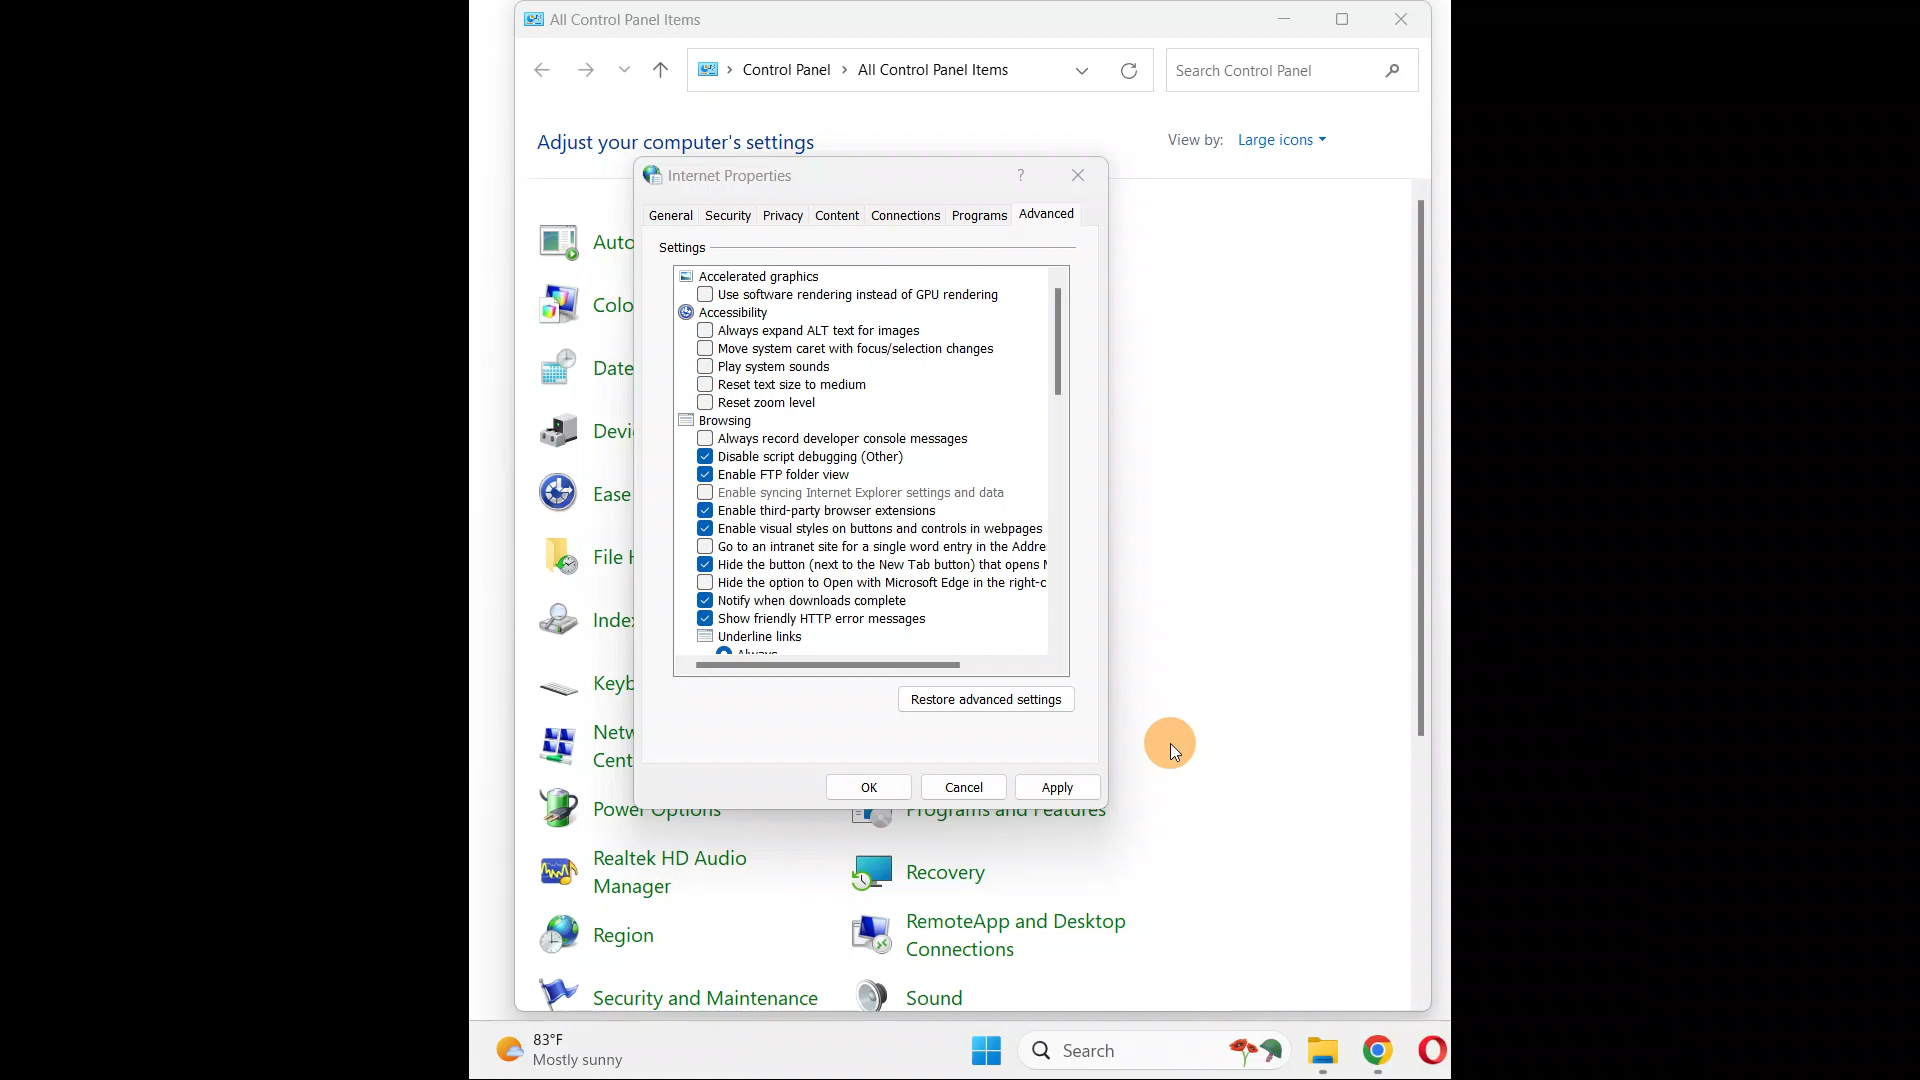 All Control Panel Items
Control Panel > All Control Panel Items
Search Control Panel
Adjust your computer's settings
View by: Large icons
Internet Properties
?
General Security Privacy Content Connections Programs Advanced
Settings
Accelerated graphics
Use software rendering instead of GPU rendering
Accessibility
Always expand ALT text for images
Move system caret with focus/selection changes
Play system sounds
Reset text size to medium
Reset zoom level
Browsing
Always record developer console messages
Disable script debugging (Other)
Enable FTP folder view
Enable syncing Internet Explorer settings and data
Enable third-party browser extensions
Enable visual styles on buttons and controls in webpages
Go to an intranet site for a single word entry in the Addre
Hide the button (next to the New Tab button) that opens
Hide the option to Open with Microsoft Edge in the right-c
Notify when downloads complete
Show friendly HTTP error messages
Underline links
Always
Restore advanced settings
OK Cancel Apply
Auto
Colo
Date
Devi
Ease
File H
Index
Keyb
Netw
Cent
Power Options
Programs and Features
Realtek HD Audio
Manager
Recovery
Region
RemoteApp and Desktop
Connections
Security and Maintenance
Sound
83°F
Mostly sunny
Search